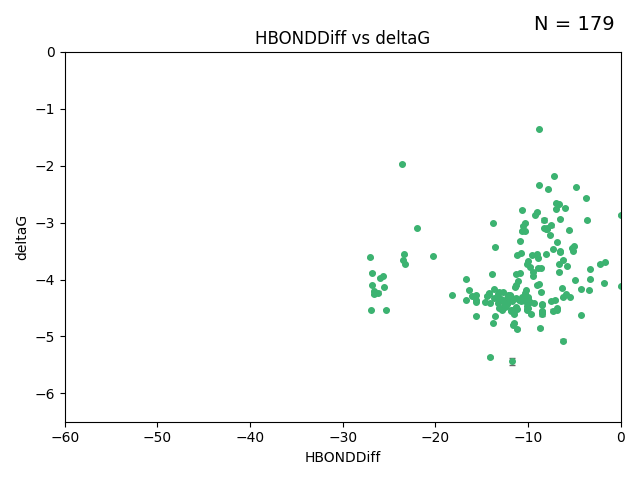 N = 179
HBONDDiff vs deltaG
deltaG
0
−1
−2
−3
−4
−5
−6
−60 −50 −40 −30 −20 −10 0
HBONDDiff